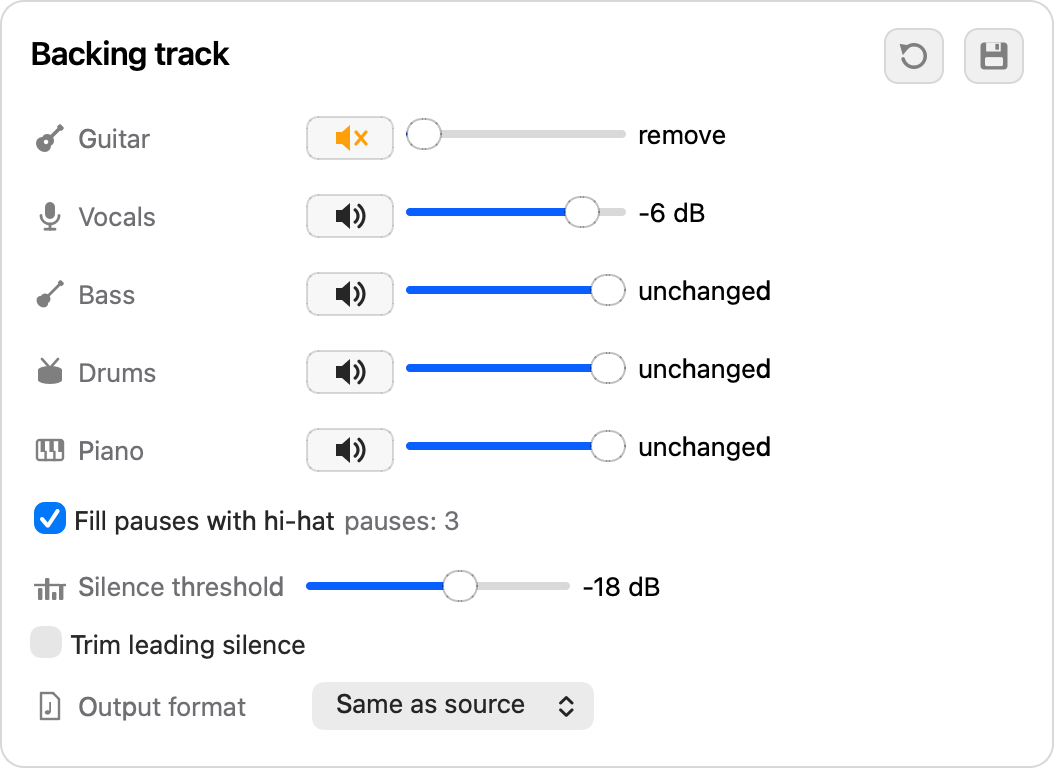 Backing track
Guitar remove
Vocals -6 dB
Bass unchanged
Drums unchanged
Piano unchanged
Fill pauses with hi-hat pauses: 3
Silence threshold -18 dB
Trim leading silence
Output format Same as source